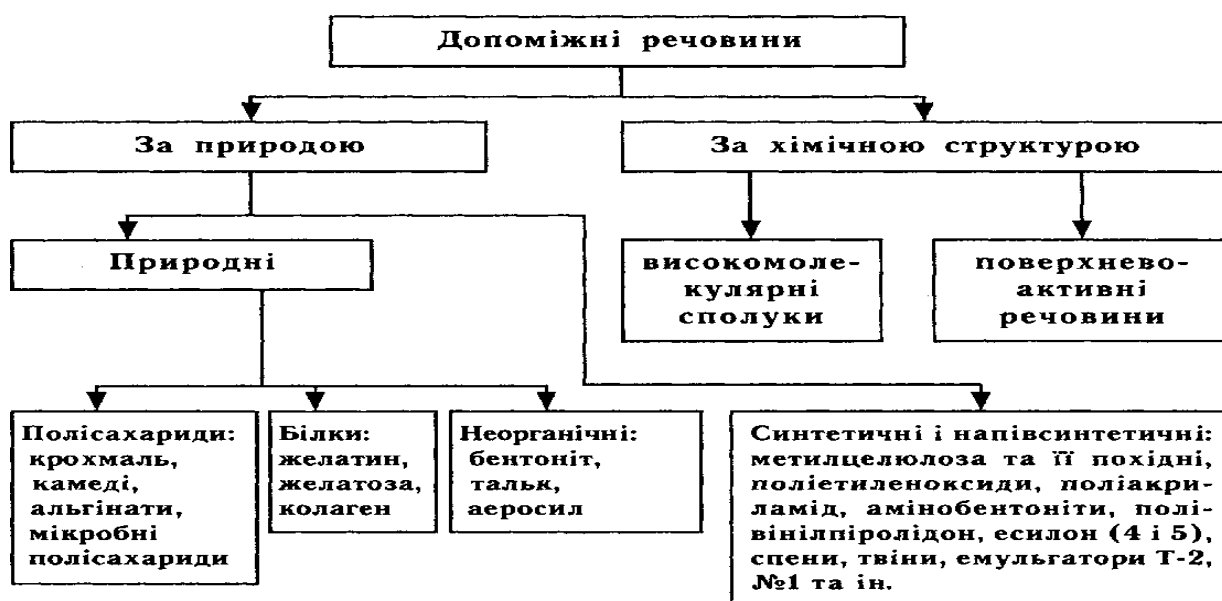 Допоміжні речовини
За природою
За хімічною структурою
Природні
високомоле-
кулярні
сполуки
поверхнево-
активні
речовини
Полісахариди:
крохмаль,
камеді,
альгінати,
мікробні
полісахариди
Білки:
желатин,
желатоза,
колаген
Неорганічні:
бентоніт,
тальк,
аеросил
Синтетичні і напівсинтетичні:
метилцелюлоза та її похідні,
поліетиленоксиди, поліакри-
ламід, амінобентоніти, полі-
вінілпіролідон, есилон (4 і 5),
спени, твіни, емульгатори Т-2,
№1 та ін.